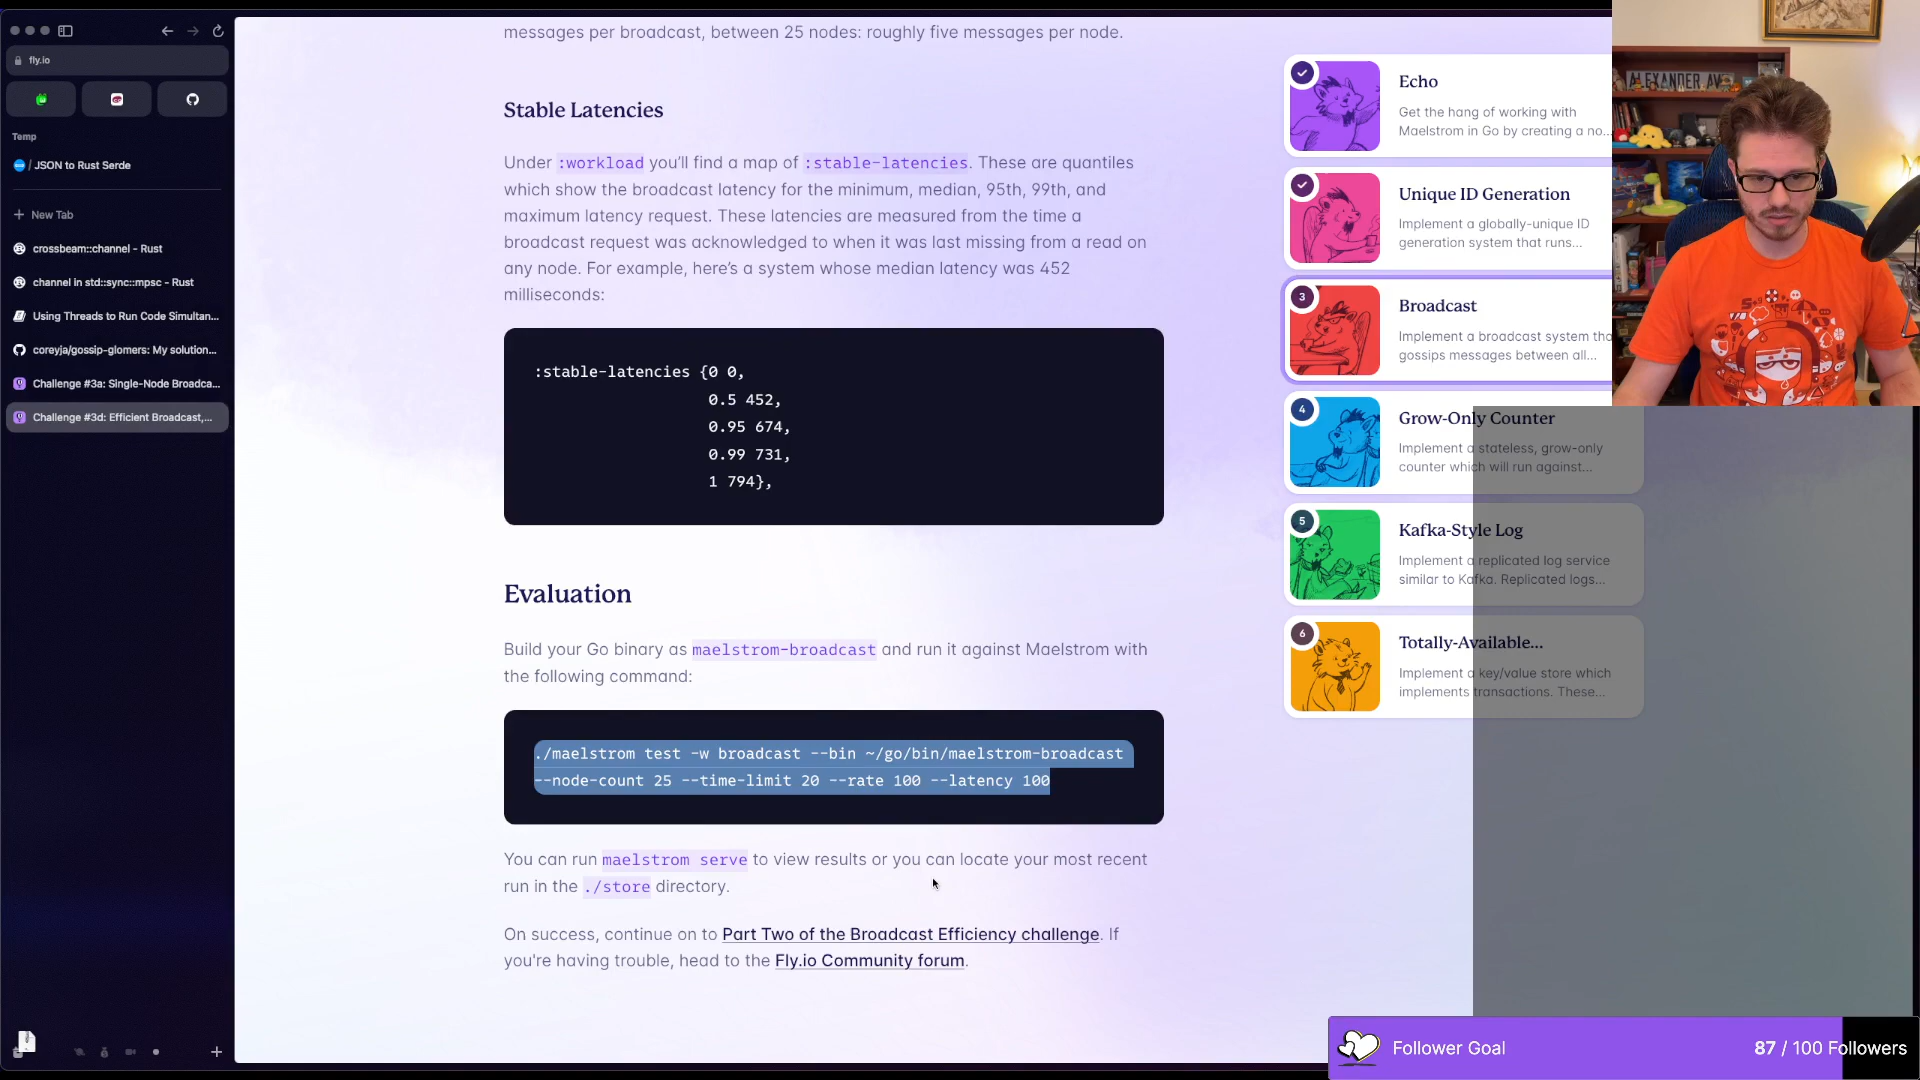 fly.io
Temp
/ JSON to Rust Serde
New Tab
crossbeam::channel - Rust
channel in std::sync::mpsc - Rust
Using Threads to Run Code Simultan...
coreyja/gossip-glomers: My solution...
Challenge #3a: Single-Node Broadca...
Challenge #3d: Efficient Broadcast,...
messages per broadcast, between 25 nodes: roughly five messages per node.
Stable Latencies
Under :workload you’ll find a map of :stable-latencies. These are quantiles
which show the broadcast latency for the minimum, median, 95th, 99th, and
maximum latency request. These latencies are measured from the time a
broadcast request was acknowledged to when it was last missing from a read on
any node. For example, here’s a system whose median latency was 452
milliseconds:
:stable-latencies {0 0,
0.5 452,
0.95 674,
0.99 731,
1 794},
Evaluation
Build your Go binary as maelstrom-broadcast and run it against Maelstrom with
the following command:
./maelstrom test -w broadcast --bin ~/go/bin/maelstrom-broadcast
--node-count 25 --time-limit 20 --rate 100 --latency 100
You can run maelstrom serve to view results or you can locate your most recent
run in the ./store directory.
On success, continue on to Part Two of the Broadcast Efficiency challenge. If
you're having trouble, head to the Fly.io Community forum.
Echo
Get the hang of working with
Maelstrom in Go by creating a no...
Unique ID Generation
Implement a globally-unique ID
generation system that runs...
3
Broadcast
Implement a broadcast system tha
gossips messages between all...
4
Grow-Only Counter
Implement a stateless, grow-only
counter which will run against...
5
Kafka-Style Log
Implement a replicated log service
similar to Kafka. Replicated logs...
6
Totally-Available...
Implement a key/value store which
implements transactions. These...
ALEXANDER AV
Follower Goal
87 / 100 Followers